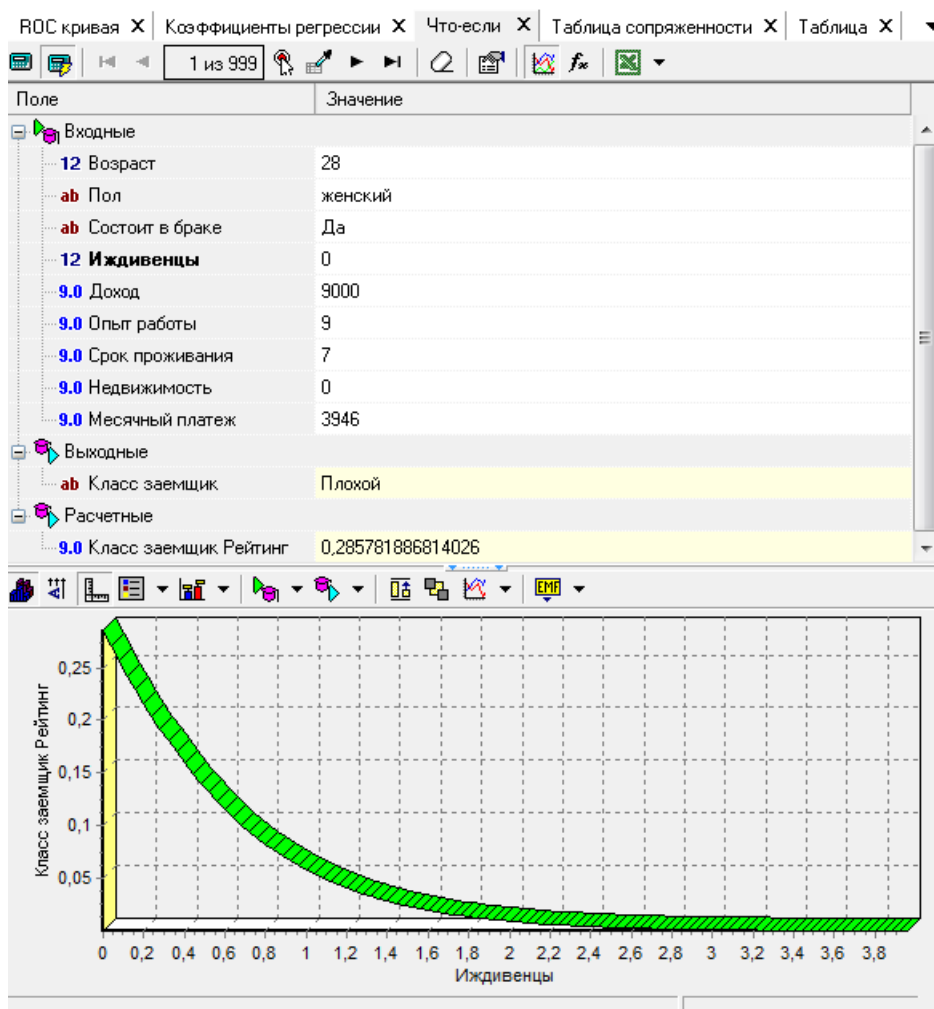 ROC кривая X Коэффициенты регрессии X Что-если X Таблица сопряженности X Таблица X
1 из 999 fx
Поле Значение
Входные
12 Возраст 28
ab Пол женский
ab Состоит в браке Да
12 Иждивенцы 0
9.0 Доход 9000
9.0 Опыт работы 9
9.0 Срок проживания 7
9.0 Недвижимость 0
9.0 Месячный платеж 3946
Выходные
ab Класс заемщик Плохой
Расчетные
9.0 Класс заемщик Рейтинг 0,285781886814026
EMF
Класс заемщик Рейтинг
0,25
0,2
0,15
0,1
0,05
0 0,2 0,4 0,6 0,8 1 1,2 1,4 1,6 1,8 2 2,2 2,4 2,6 2,8 3 3,2 3,4 3,6 3,8
Иждивенцы